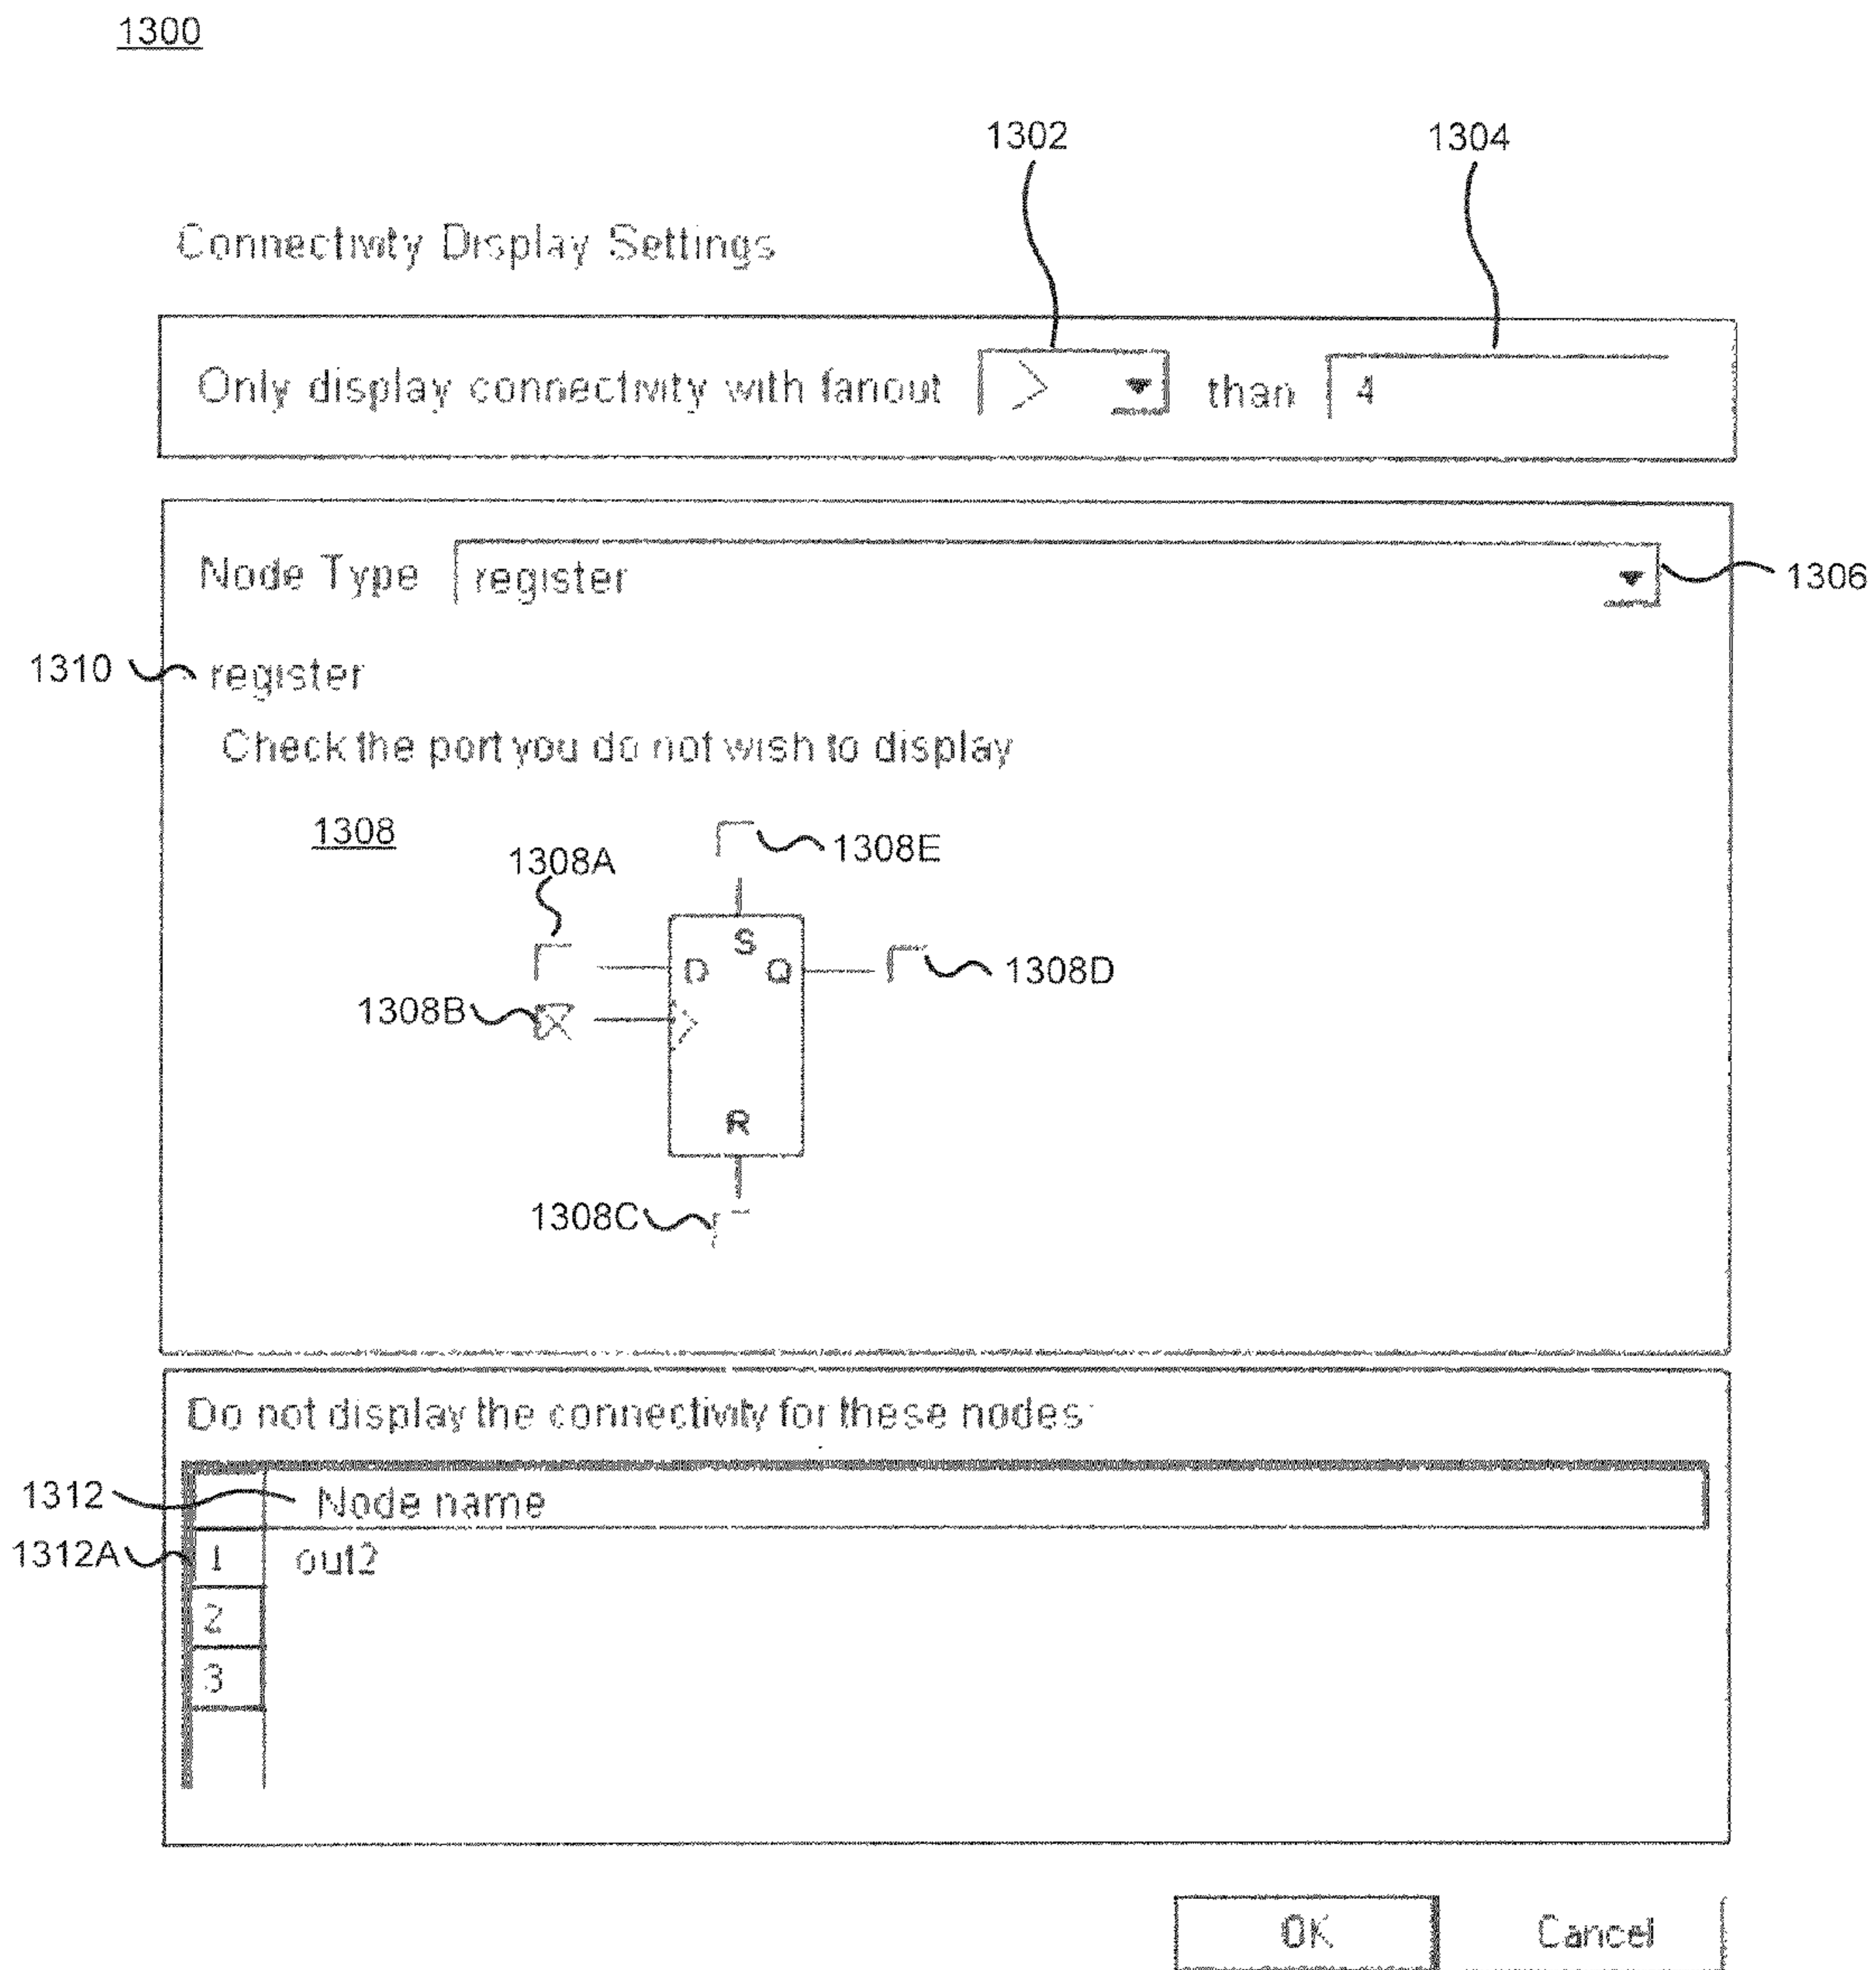 1300
1302
1304
Connectivity Display Settings
Only display connectivity with fanout > than 4
Node Type register
1306
1310
register
Check the port you do not wish to display
1308
1308A
1308E
S
D
Q
1308D
1308B
R
1308C
Do not display the connectivity for these nodes:
1312
Node name
1312A
1 out2
2
3
OK
Cancel